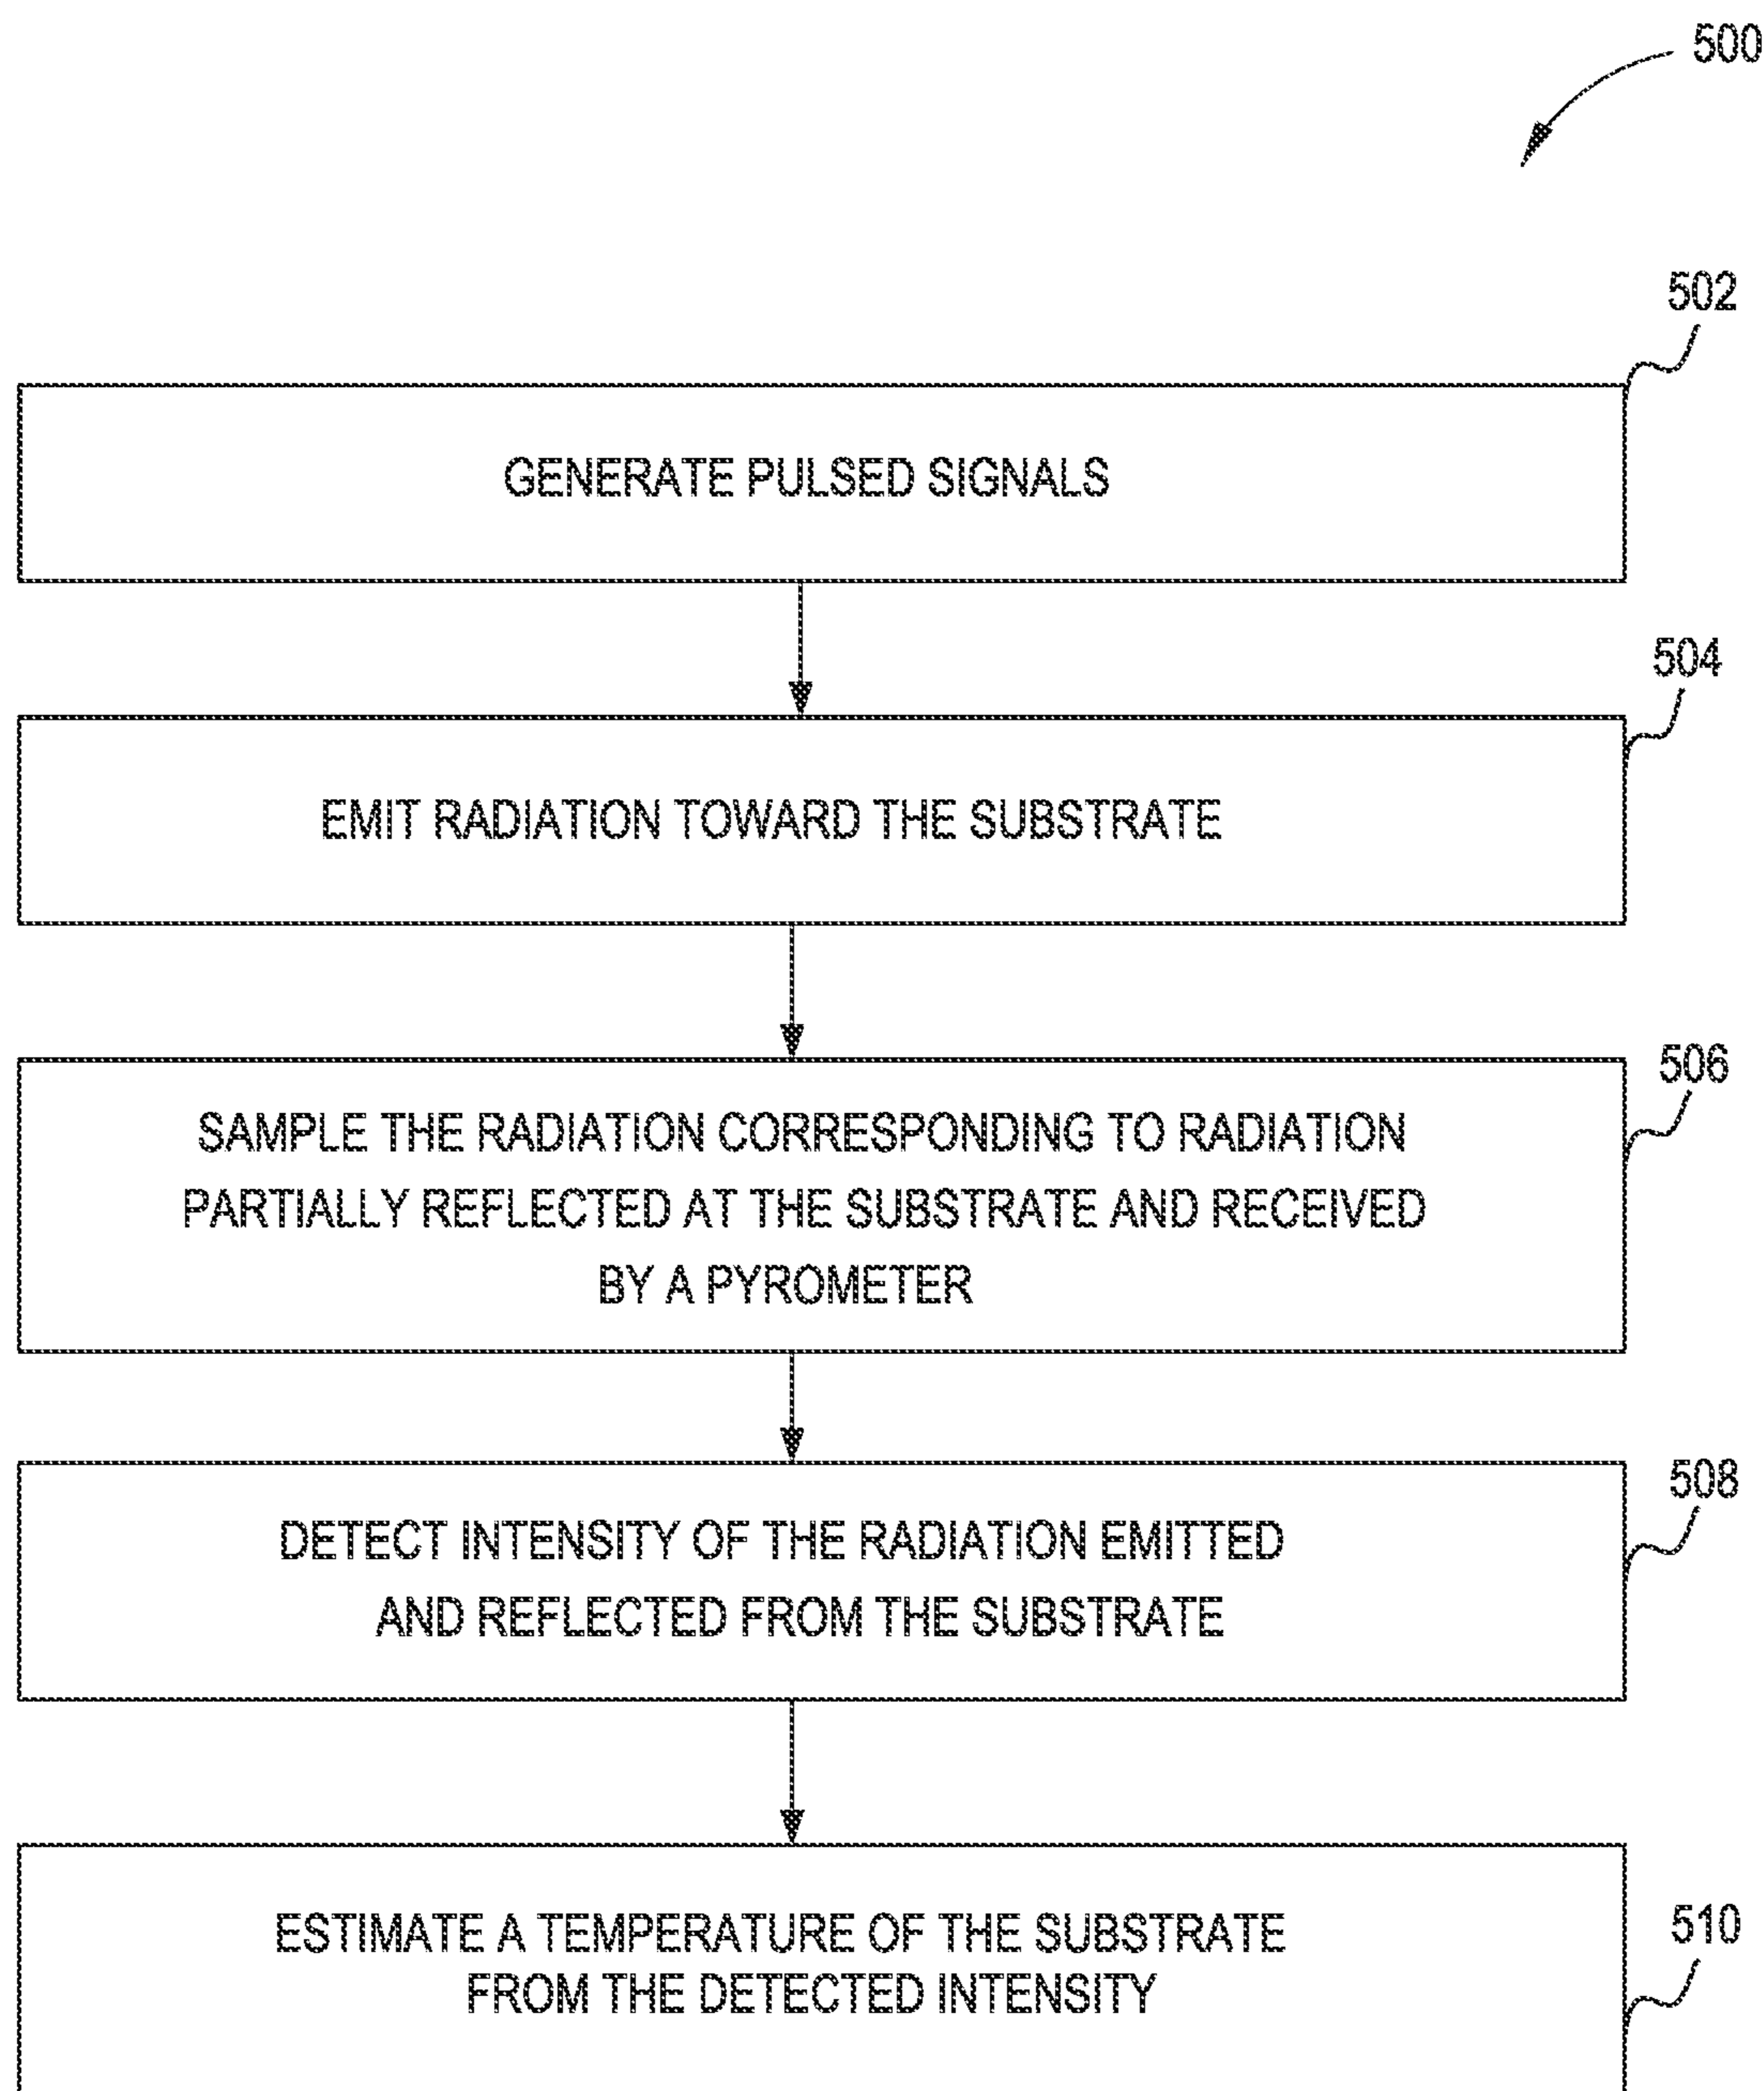 500
502
GENERATE PULSED SIGNALS
504
EMIT RADIATION TOWARD THE SUBSTRATE
506
SAMPLE THE RADIATION CORRESPONDING TO RADIATION
PARTIALLY REFLECTED AT THE SUBSTRATE AND RECEIVED
BY A PYROMETER
508
DETECT INTENSITY OF THE RADIATION EMITTED
AND REFLECTED FROM THE SUBSTRATE
510
ESTIMATE A TEMPERATURE OF THE SUBSTRATE
FROM THE DETECTED INTENSITY